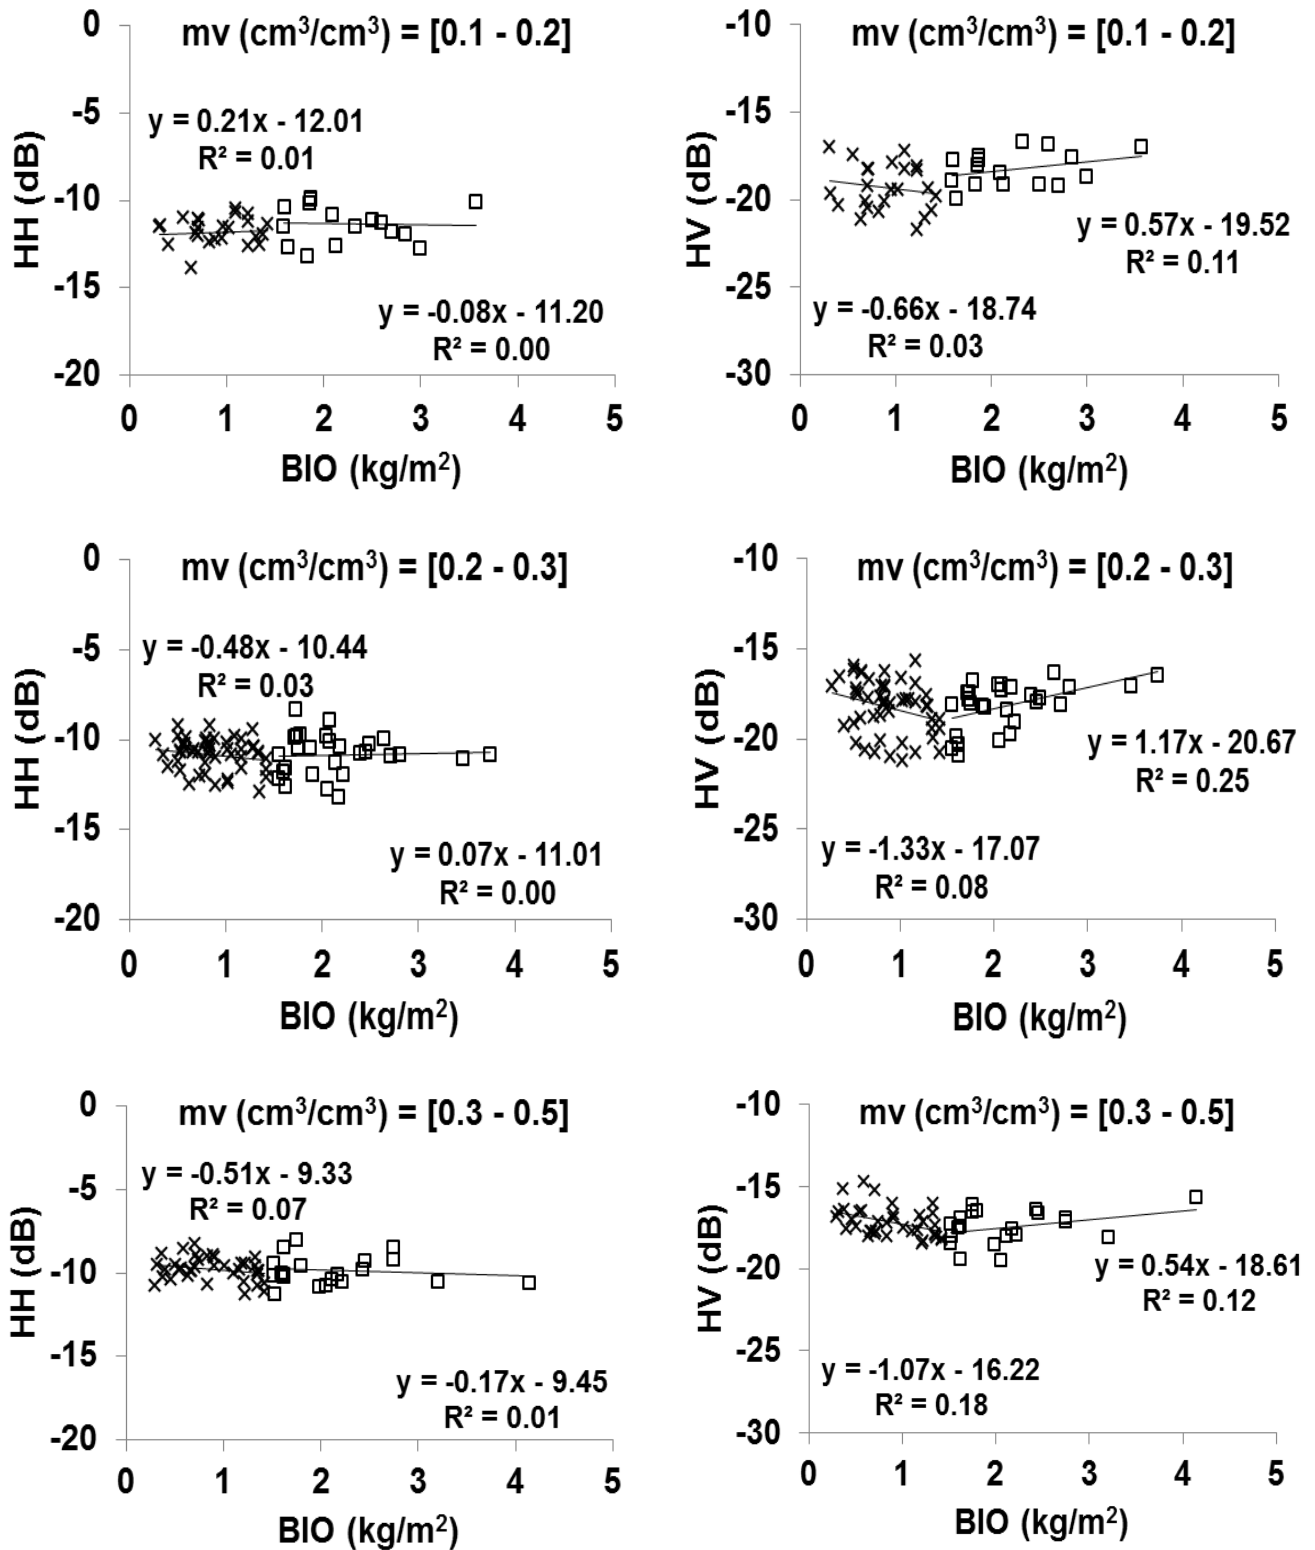 mv (cm³/cm³) = [0.1 - 0.2]
0
-5
-10
-15
-20
HH (dB)
y = 0.21x - 12.01
R² = 0.01
y = -0.08x - 11.20
R² = 0.00
0 1 2 3 4 5
BIO (kg/m²)
mv (cm³/cm³) = [0.1 - 0.2]
-10
-15
-20
-25
-30
HV (dB)
y = 0.57x - 19.52
R² = 0.11
y = -0.66x - 18.74
R² = 0.03
0 1 2 3 4 5
BIO (kg/m²)
mv (cm³/cm³) = [0.2 - 0.3]
0
-5
-10
-15
-20
HH (dB)
y = -0.48x - 10.44
R² = 0.03
y = 0.07x - 11.01
R² = 0.00
0 1 2 3 4 5
BIO (kg/m²)
mv (cm³/cm³) = [0.2 - 0.3]
-10
-15
-20
-25
-30
HV (dB)
y = 1.17x - 20.67
R² = 0.25
y = -1.33x - 17.07
R² = 0.08
0 1 2 3 4 5
BIO (kg/m²)
mv (cm³/cm³) = [0.3 - 0.5]
0
-5
-10
-15
-20
HH (dB)
y = -0.51x - 9.33
R² = 0.07
y = -0.17x - 9.45
R² = 0.01
0 1 2 3 4 5
BIO (kg/m²)
mv (cm³/cm³) = [0.3 - 0.5]
-10
-15
-20
-25
-30
HV (dB)
y = 0.54x - 18.61
R² = 0.12
y = -1.07x - 16.22
R² = 0.18
0 1 2 3 4 5
BIO (kg/m²)